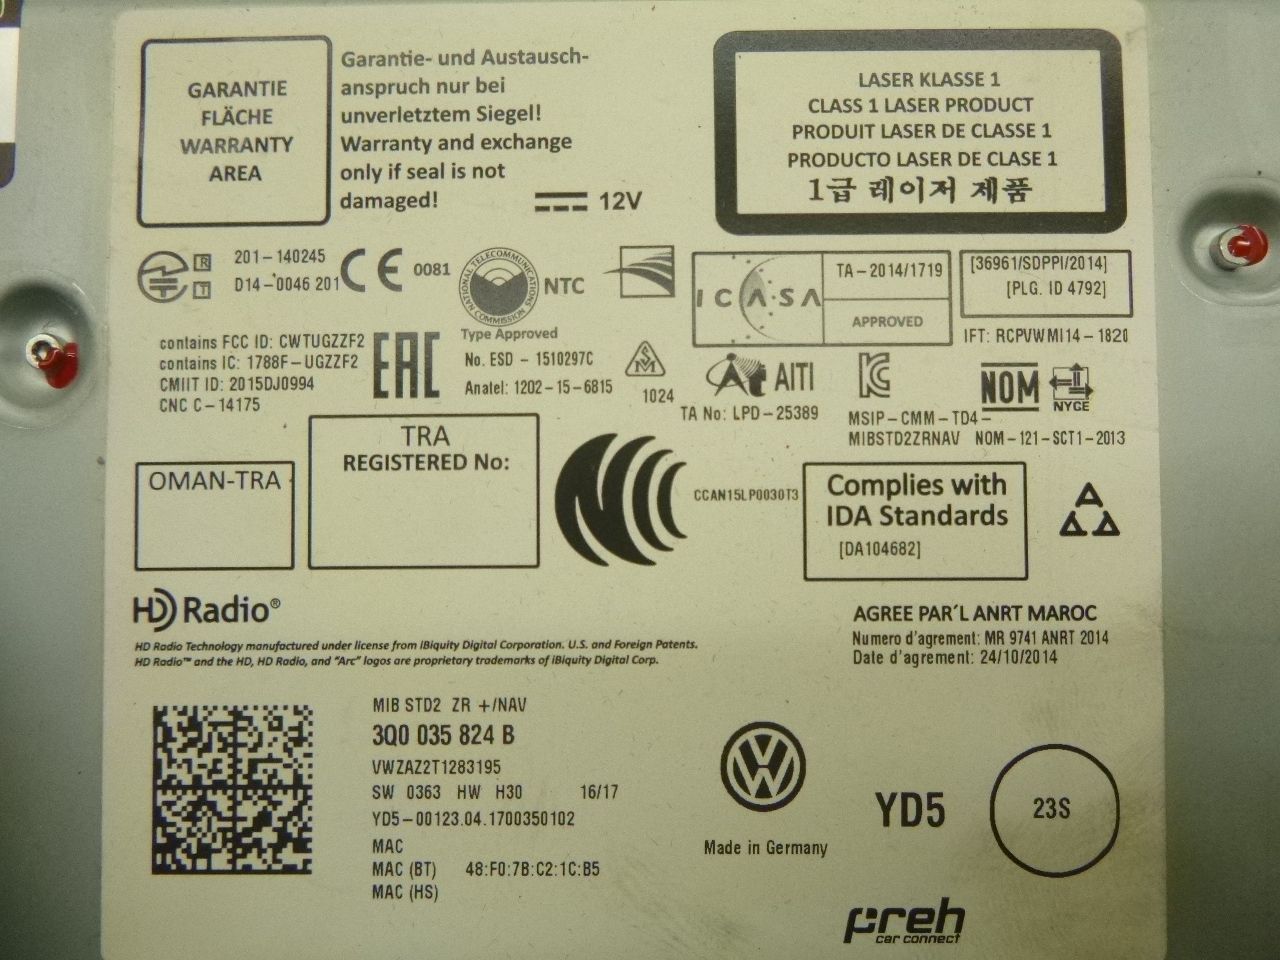 GARANTIE
FLÄCHE
WARRANTY
AREA
Garantie- und Austausch-
anspruch nur bei
unverletztem Siegel!
Warranty and exchange
only if seal is not
damaged!
12V
LASER KLASSE 1
CLASS 1 LASER PRODUCT
PRODUIT LASER DE CLASSE 1
PRODUCTO LASER DE CLASE 1
1급 레이저 제품
R 201-140245
T D14-0046 201
CE 0081
NATIONAL TELECOMMUNICATIONS COMMISSION
NTC
Type Approved
No. ESD - 1510297C
Anatel: 1202-15-6815
ICASA
TA-2014/1719
APPROVED
[36961/SDPPI/2014]
[PLG. ID 4792]
IFT: RCPVWMI14-1820
contains FCC ID: CWTUGZZF2
contains IC: 1788F-UGZZF2
CMIIT ID: 2015DJ0994
CNC C-14175
EAC
1024
AITI
TA No: LPD-25389
KC
MSIP-CMM-TD4-
MIBSTD2ZRNAV
NOM
NYCE
NOM-121-SCT1-2013
OMAN-TRA
TRA
REGISTERED No:
CCAN15LP0030T3
Complies with
IDA Standards
[DA104682]
HD Radio®
HD Radio Technology manufactured under license from iBiquity Digital Corporation. U.S. and Foreign Patents.
HD Radio™ and the HD, HD Radio, and “Arc” logos are proprietary trademarks of iBiquity Digital Corp.
AGREE PAR´L ANRT MAROC
Numero d'agrement: MR 9741 ANRT 2014
Date d'agrement: 24/10/2014
MIB STD2 ZR +/NAV
3Q0 035 824 B
VWZAZ2T1283195
SW 0363 HW H30 16/17
YD5-00123.04.1700350102
MAC
MAC (BT) 48:F0:7B:C2:1C:B5
MAC (HS)
VW
Made in Germany
YD5
23S
preh
car connect